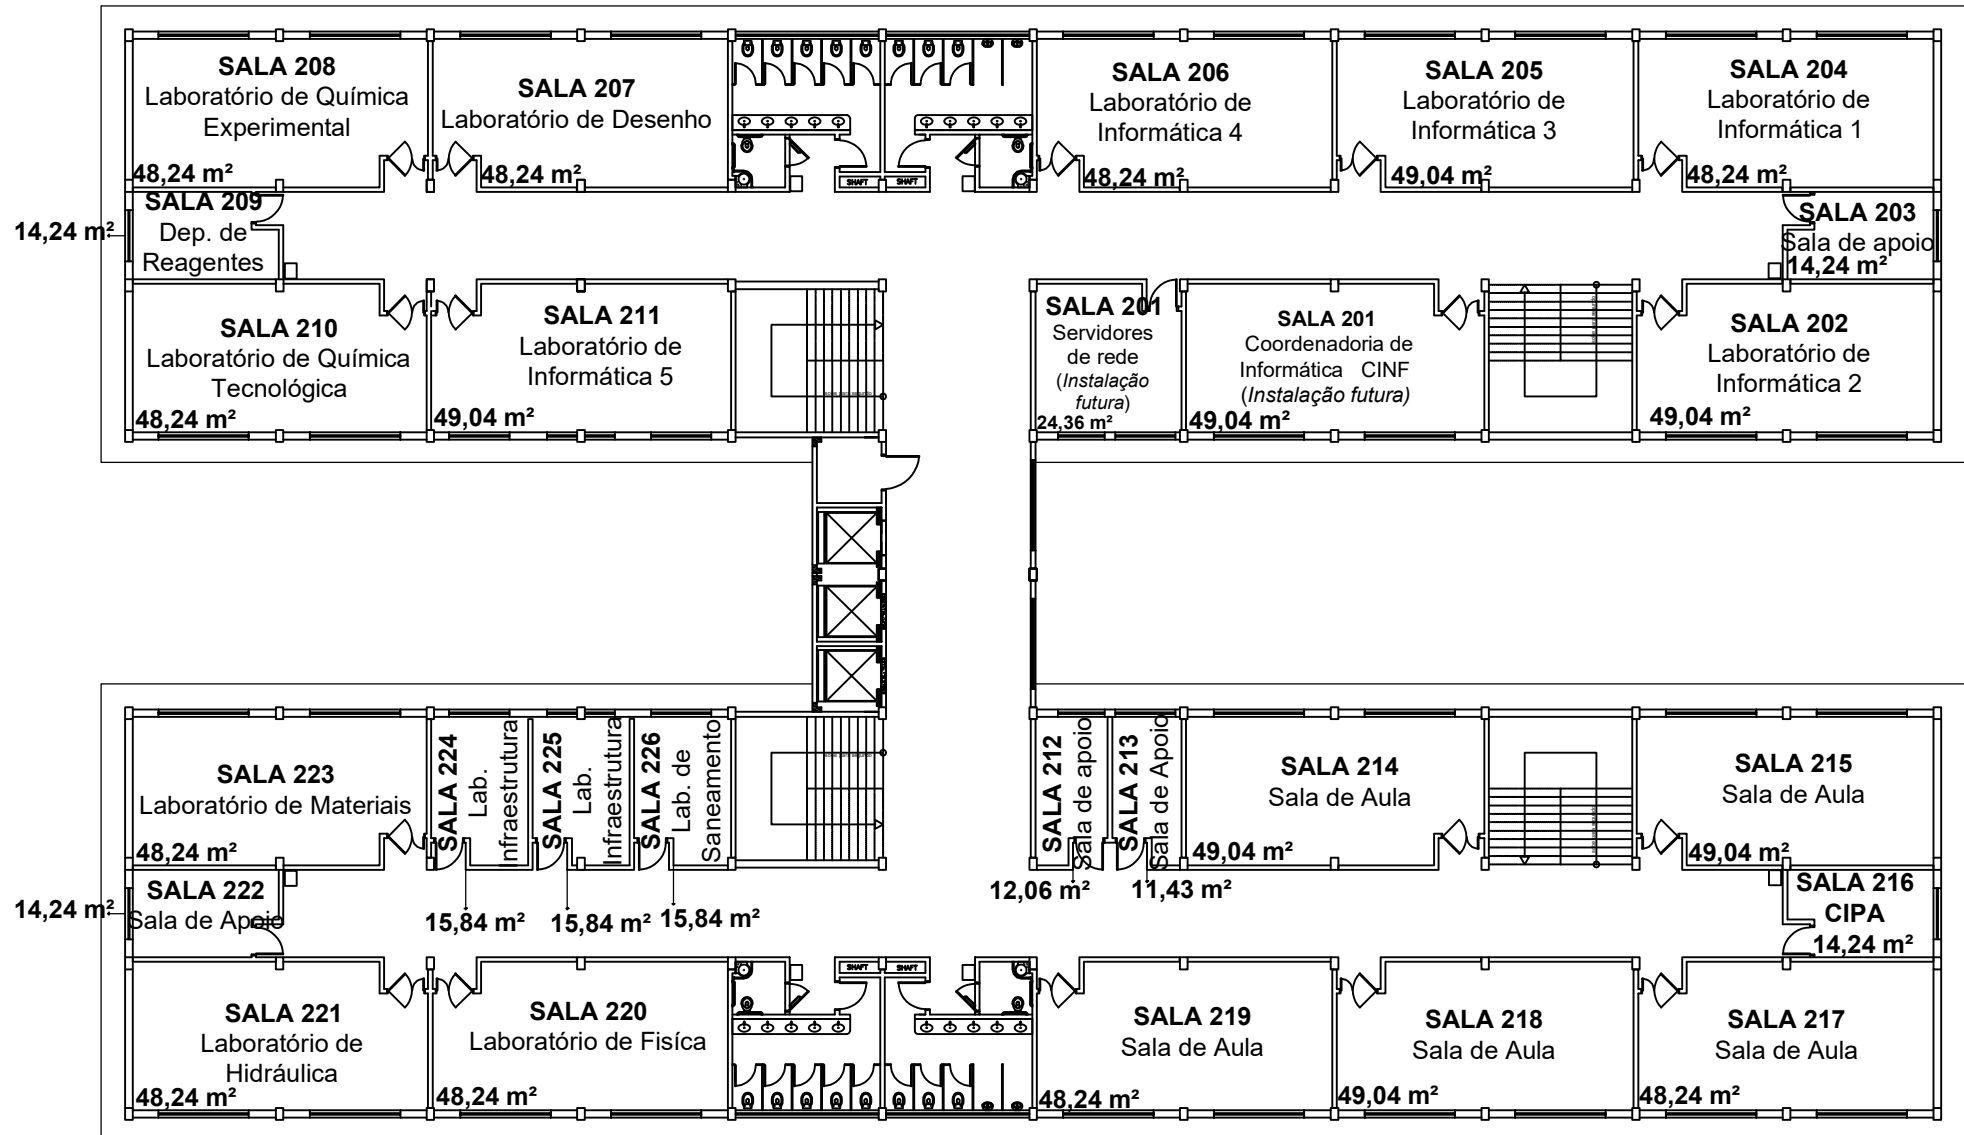 SALA 208
Laboratório de Química
Experimental
48,24 m²
SALA 207
Laboratório de Desenho
48,24 m²
SHAFT
SHAFT
SALA 206
Laboratório de
Informática 4
48,24 m²
SALA 205
Laboratório de
Informática 3
49,04 m²
SALA 204
Laboratório de
Informática 1
48,24 m²
SALA 209
Dep. de
Reagentes
14,24 m²
SALA 203
Sala de apoio
14,24 m²
SALA 210
Laboratório de Química
Tecnológica
48,24 m²
SALA 211
Laboratório de
Informática 5
49,04 m²
SALA 201
Servidores
de rede
(Instalação
futura)
24,36 m²
SALA 201
Coordenadoria de
Informática CINF
(Instalação futura)
49,04 m²
SALA 202
Laboratório de
Informática 2
49,04 m²
SALA 223
Laboratório de Materiais
48,24 m²
SALA 224
Lab.
Infraestrutura
15,84 m²
SALA 225
Lab.
Infraestrutura
15,84 m²
SALA 226
Lab. de
Saneamento
15,84 m²
SALA 212
Sala de apoio
12,06 m²
SALA 213
Sala de Apoio
11,43 m²
SALA 214
Sala de Aula
49,04 m²
SALA 215
Sala de Aula
49,04 m²
SALA 222
Sala de Apoio
14,24 m²
SALA 216
CIPA
14,24 m²
SALA 221
Laboratório de
Hidráulica
48,24 m²
SALA 220
Laboratório de Fisíca
48,24 m²
SHAFT
SHAFT
SALA 219
Sala de Aula
48,24 m²
SALA 218
Sala de Aula
49,04 m²
SALA 217
Sala de Aula
48,24 m²